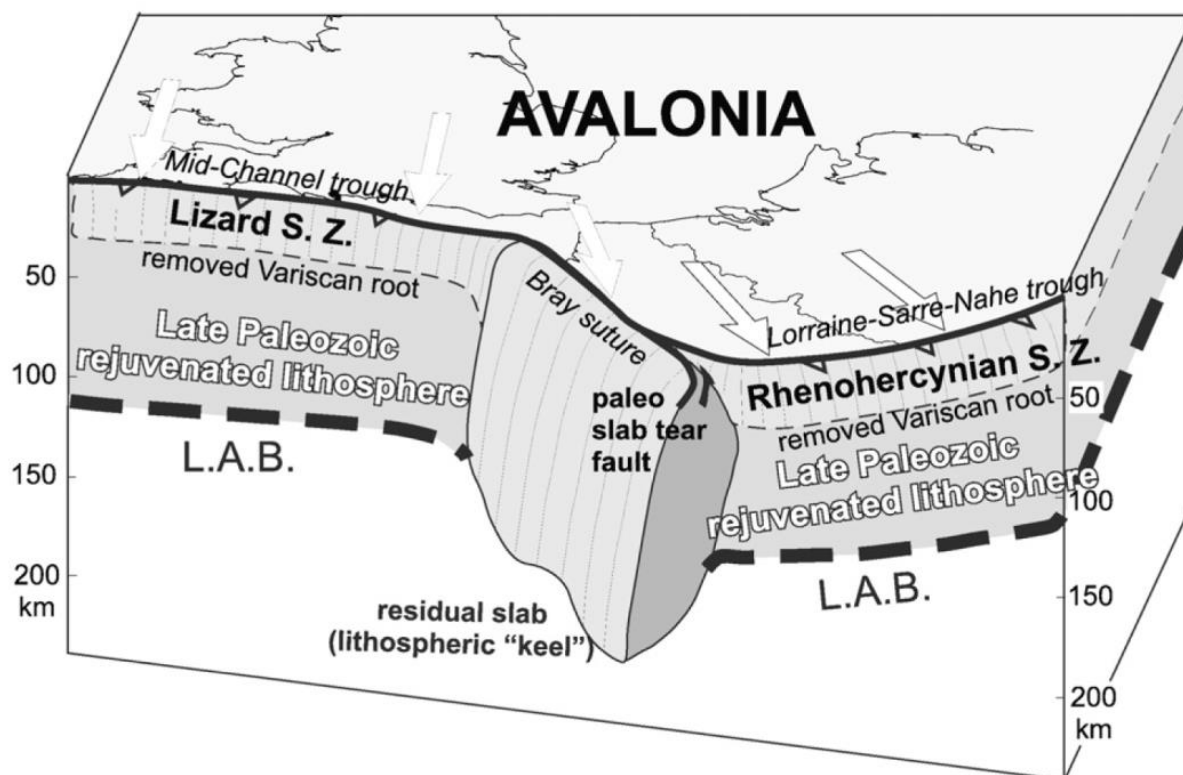 AVALONIA
Mid-Channel trough
Lizard S. Z.
removed Variscan root
Late Paleozoic
rejuvenated lithosphere
L.A.B.
Bray suture
paleo
slab tear
fault
residual slab
(lithospheric “keel”)
Lorraine-Sarre-Nahe trough
Rhenohercynian S. Z.
removed Variscan root
Late Paleozoic
rejuvenated lithosphere
L.A.B.
50
100
150
200
km
50
100
150
200
km